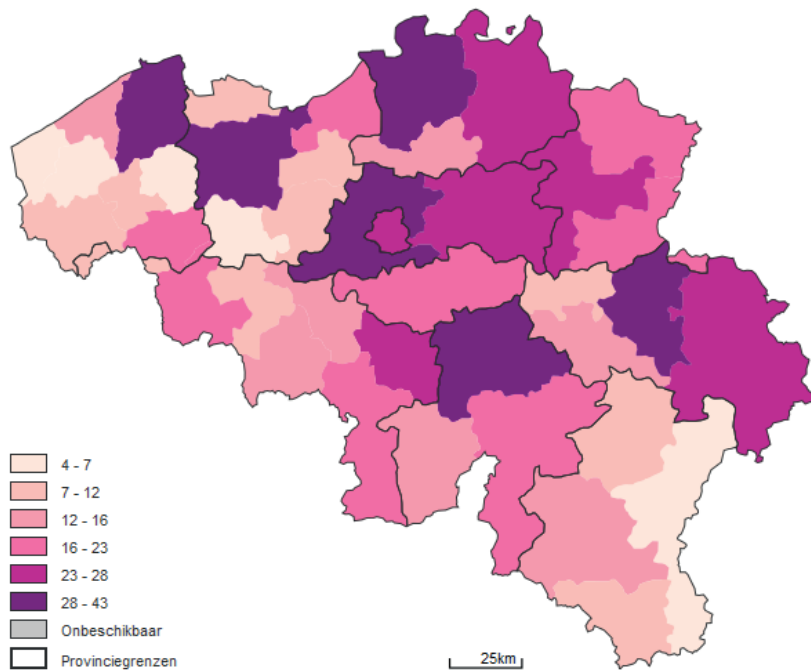 4 - 7
7 - 12
12 - 16
16 - 23
23 - 28
28 - 43
Onbeschikbaar
Provinciegrenzen
25km